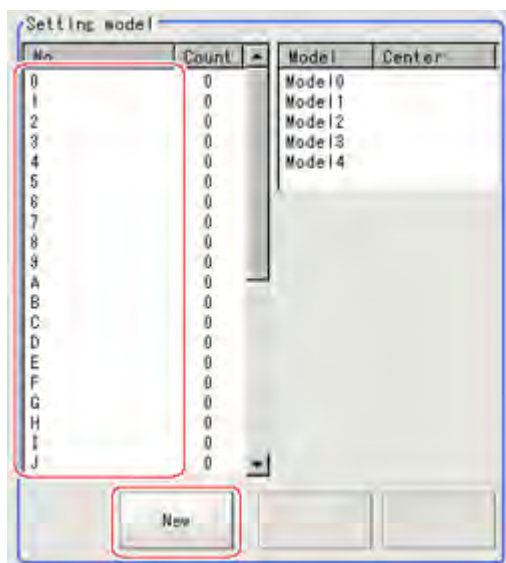 Setting model
No. Count Model Center
0 0 Model0
1 0 Model1
2 0 Model2
3 0 Model3
4 0 Model4
5 0
6 0
7 0
8 0
9 0
A 0
B 0
C 0
D 0
E 0
F 0
G 0
H 0
I 0
J 0
New